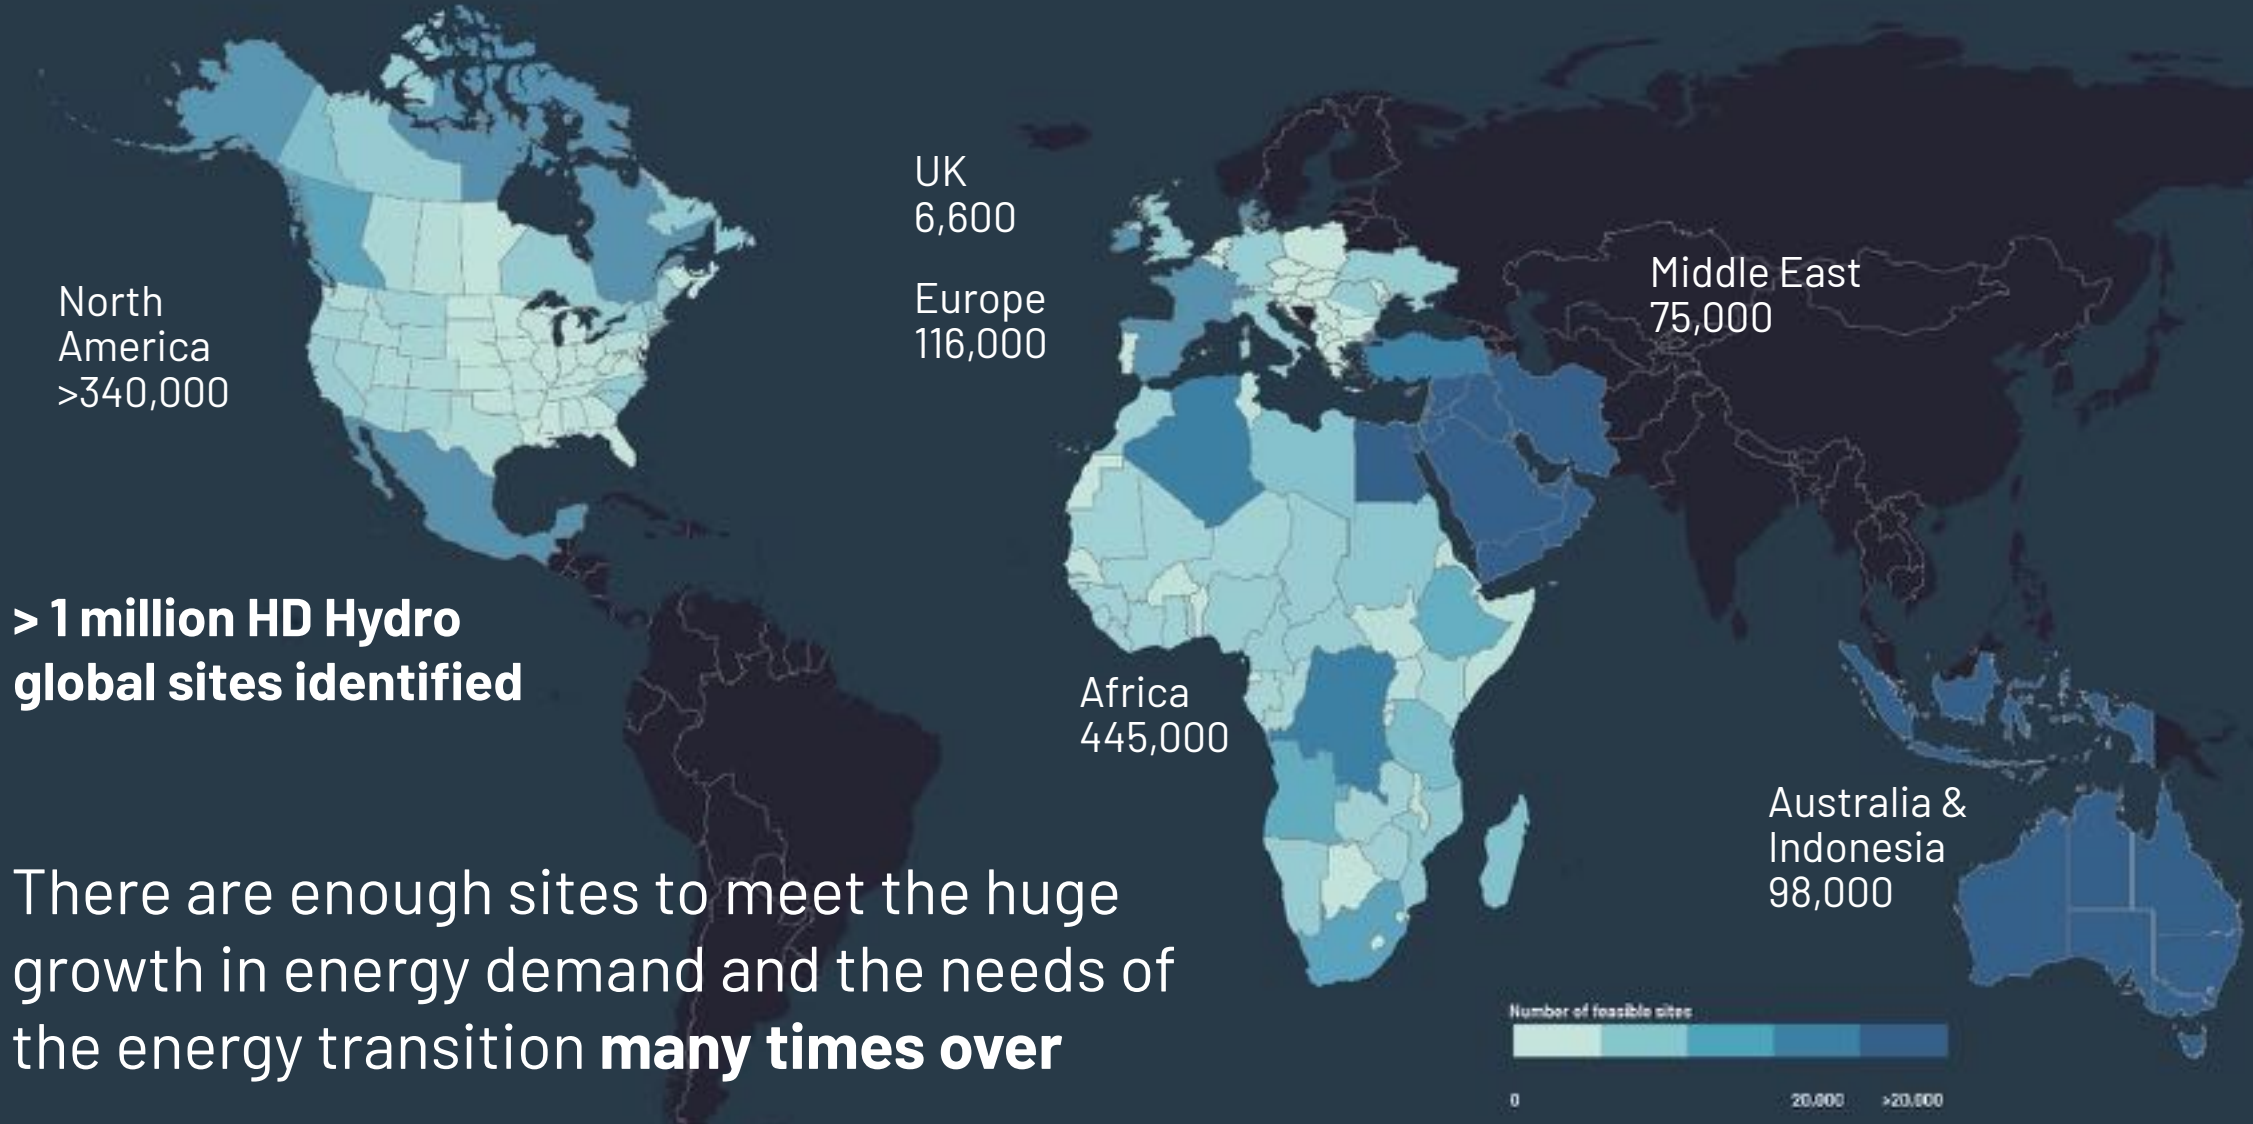 UK
6,600
North
America
>340,000
Europe
116,000
Middle East
75,000
> 1 million HD Hydro
global sites identified
Africa
445,000
Australia &
Indonesia
98,000
There are enough sites to meet the huge
growth in energy demand and the needs of
the energy transition many times over
Number of feasible sites
0 20,000 >20,000